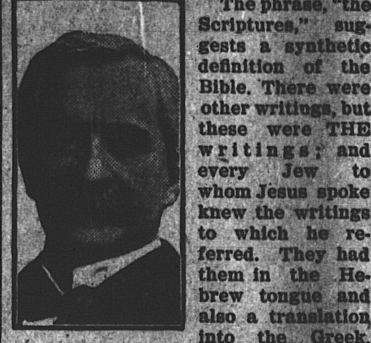 The phrase, "the
Scriptures," sug-
gests a synthetic
definition of the
Bible. There were
other writings, but
these were THE
writings; and
every Jew to
whom Jesus spoke
knew the writings
to which he re-
ferred. They had
them in the He-
brew tongue and
also a translation
into the Greek.